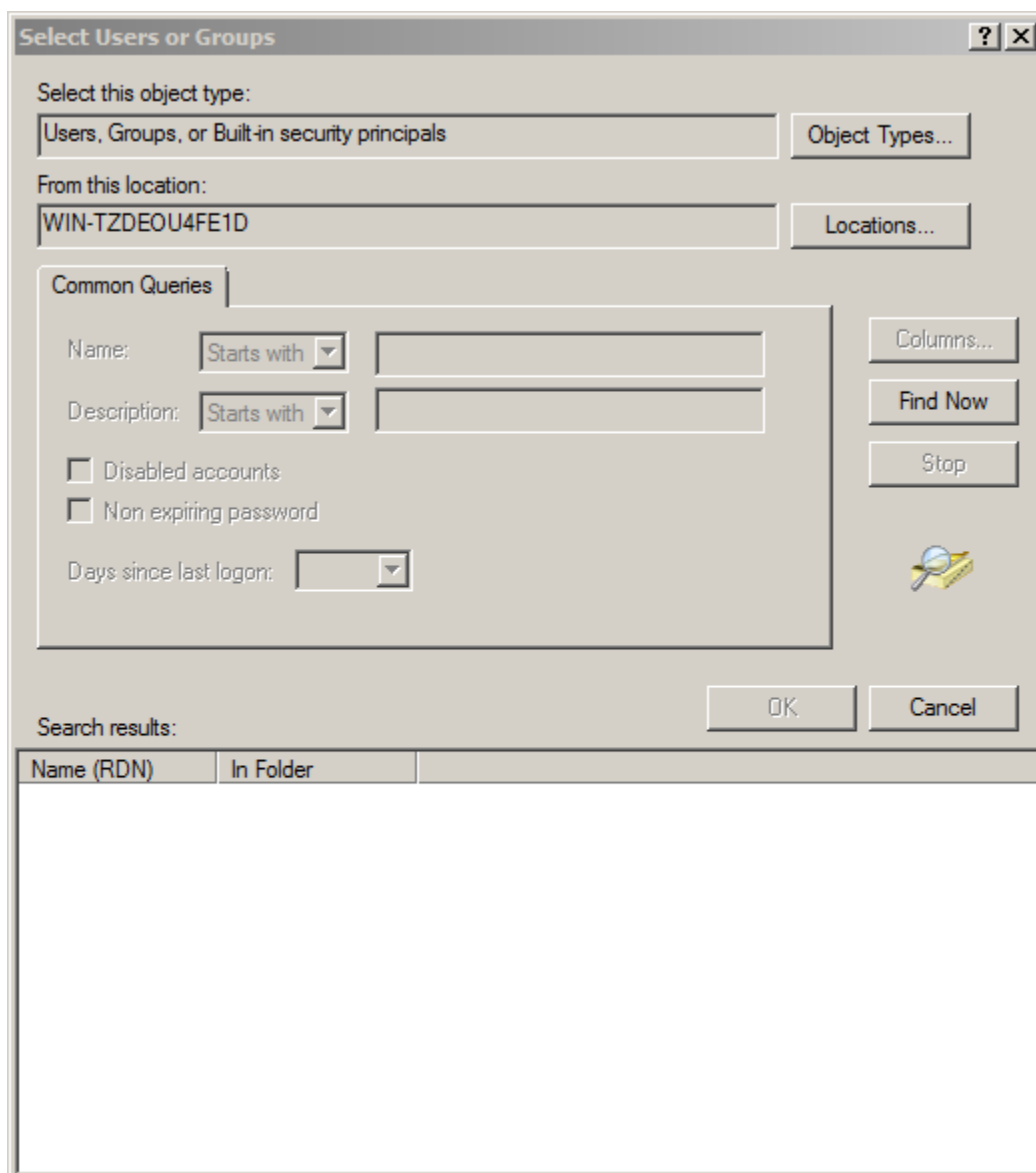 Select Users or Groups
Select this object type:
Users, Groups, or Built-in security principals
Object Types...
From this location:
WIN-TZDEOU4FE1D
Locations...
Common Queries
Name:
Starts with
Columns...
Description:
Starts with
Find Now
Disabled accounts
Stop
Non expiring password
Days since last logon:
OK
Cancel
Search results:
Name (RDN) In Folder